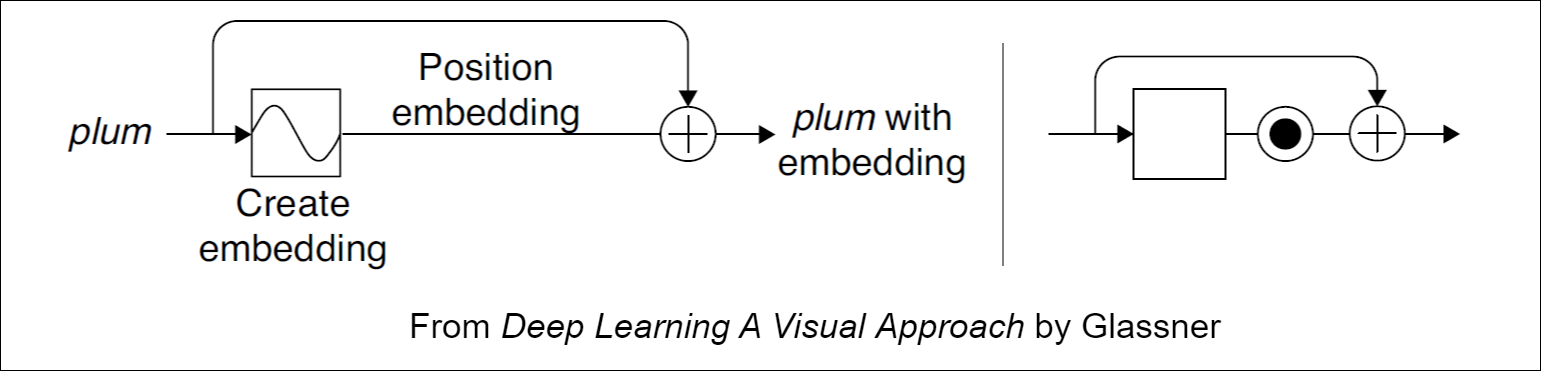 Position
embedding
plum
plum with
embedding
Create
embedding
From Deep Learning A Visual Approach by Glassner